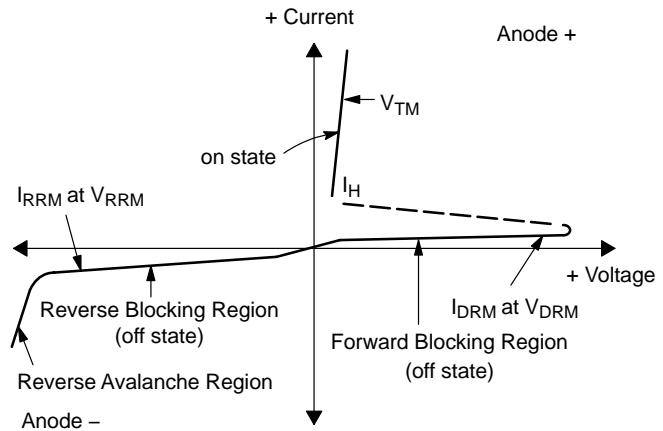 + Current
Anode +
VTM
on state
IH
IRRM at VRRM
+ Voltage
IDRM at VDRM
Reverse Blocking Region
(off state)
Forward Blocking Region
(off state)
Reverse Avalanche Region
Anode –